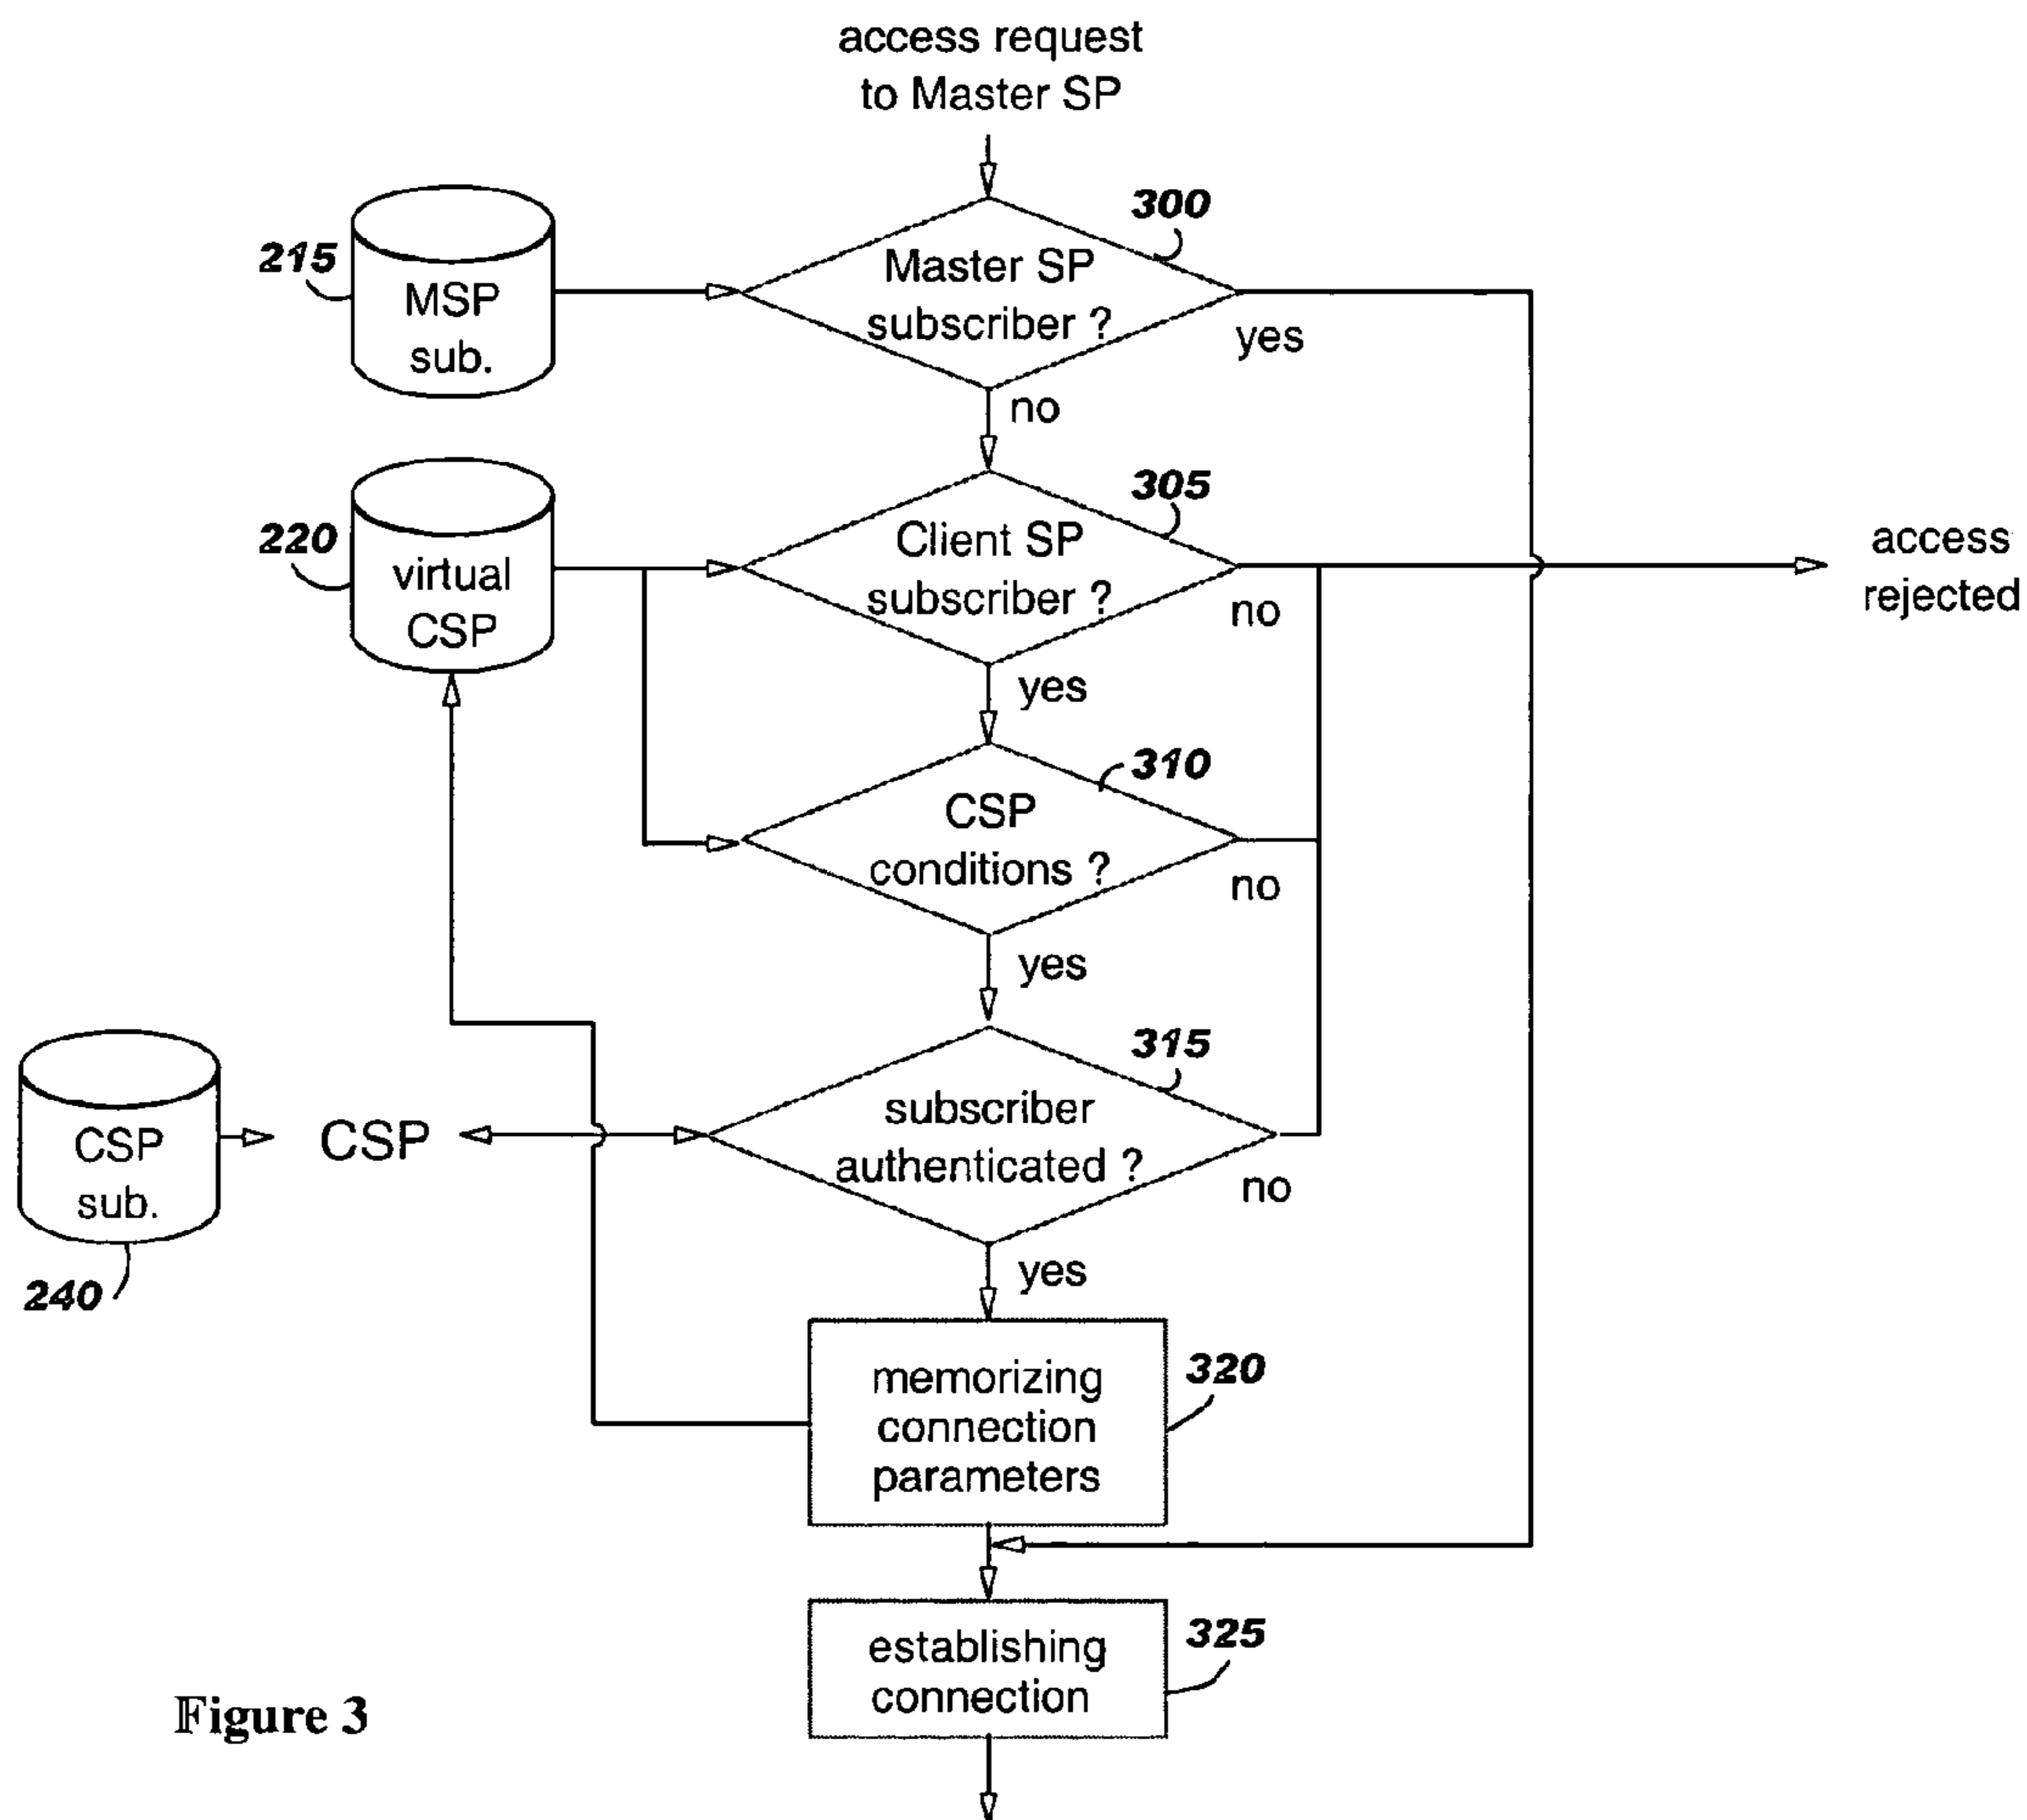 access request
to Master SP
300
215
MSP
sub.
Master SP
subscriber ?
yes
no
305
220
virtual
CSP
Client SP
subscriber ?
no
access
rejected
yes
310
CSP
conditions ?
no
yes
315
CSP
sub.
CSP
subscriber
authenticated ?
no
240
yes
memorizing
connection
parameters
320
establishing
connection
325
Figure 3